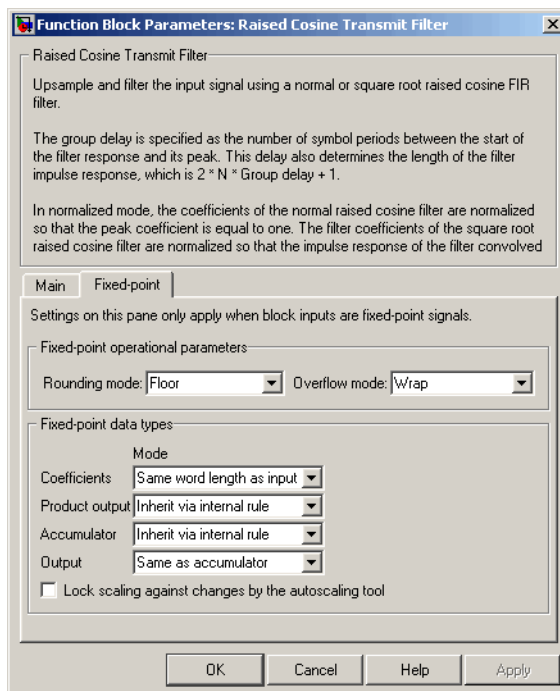 Function Block Parameters: Raised Cosine Transmit Filter
Raised Cosine Transmit Filter
Upsample and filter the input signal using a normal or square root raised cosine FIR
filter.
The group delay is specified as the number of symbol periods between the start of
the filter response and its peak. This delay also determines the length of the filter
impulse response, which is 2 * N * Group delay + 1.
In normalized mode, the coefficients of the normal raised cosine filter are normalized
so that the peak coefficient is equal to one. The filter coefficients of the square root
raised cosine filter are normalized so that the impulse response of the filter convolved
Main Fixed-point
Settings on this pane only apply when block inputs are fixed-point signals.
Fixed-point operational parameters
Rounding mode: Floor Overflow mode: Wrap
Fixed-point data types
Mode
Coefficients Same word length as input
Product output Inherit via internal rule
Accumulator Inherit via internal rule
Output Same as accumulator
Lock scaling against changes by the autoscaling tool
OK Cancel Help Apply